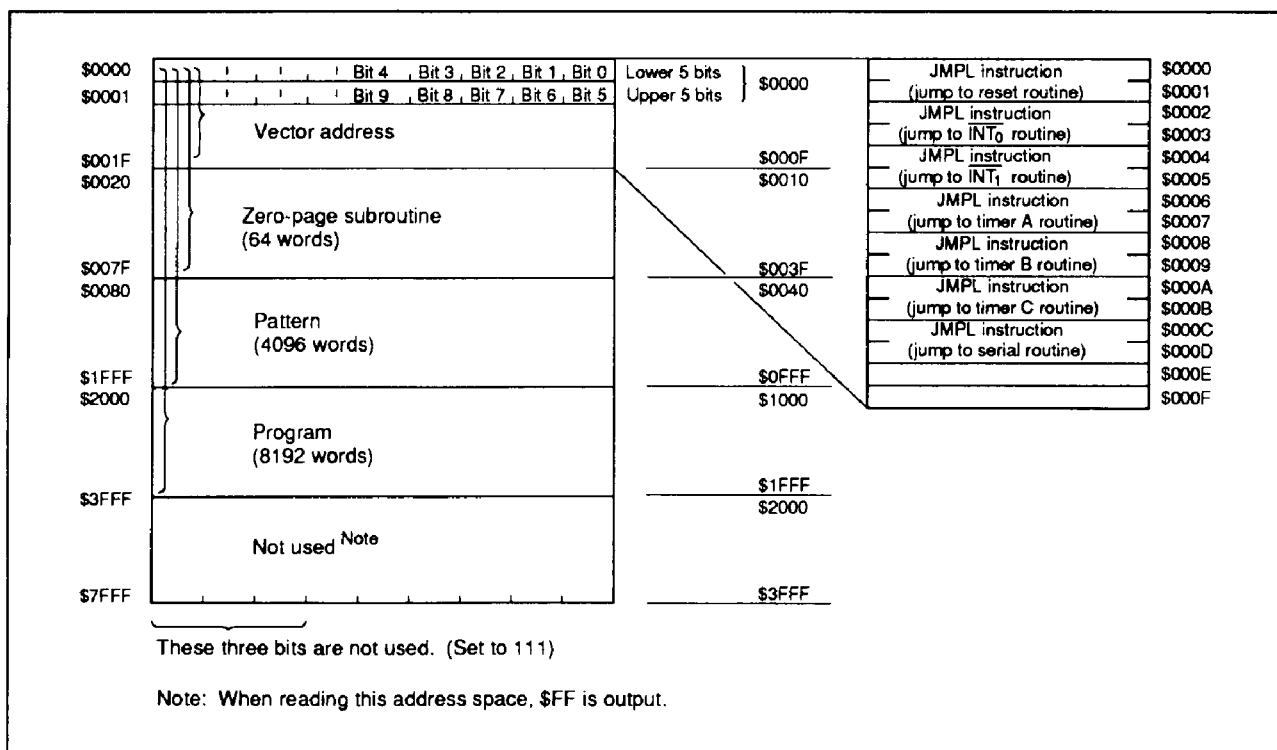 $0000
Bit 4 Bit 3 Bit 2 Bit 1 Bit 0
Lower 5 bits
$0001
Bit 9 Bit 8 Bit 7 Bit 6 Bit 5
Upper 5 bits
$0000
Vector address
$001F
$000F
$0020
$0010
Zero-page subroutine
(64 words)
$007F
$003F
$0080
$0040
Pattern
(4096 words)
$1FFF
$0FFF
$2000
$1000
Program
(8192 words)
$3FFF
$1FFF
$2000
Not used Note
$7FFF
$3FFF
These three bits are not used. (Set to 111)
Note: When reading this address space, $FF is output.
JMPL instruction
$0000
(jump to reset routine)
$0001
JMPL instruction
$0002
(jump to INT0 routine)
$0003
JMPL instruction
$0004
(jump to INT1 routine)
$0005
JMPL instruction
$0006
(jump to timer A routine)
$0007
JMPL instruction
$0008
(jump to timer B routine)
$0009
JMPL instruction
$000A
(jump to timer C routine)
$000B
JMPL instruction
$000C
(jump to serial routine)
$000D
$000E
$000F